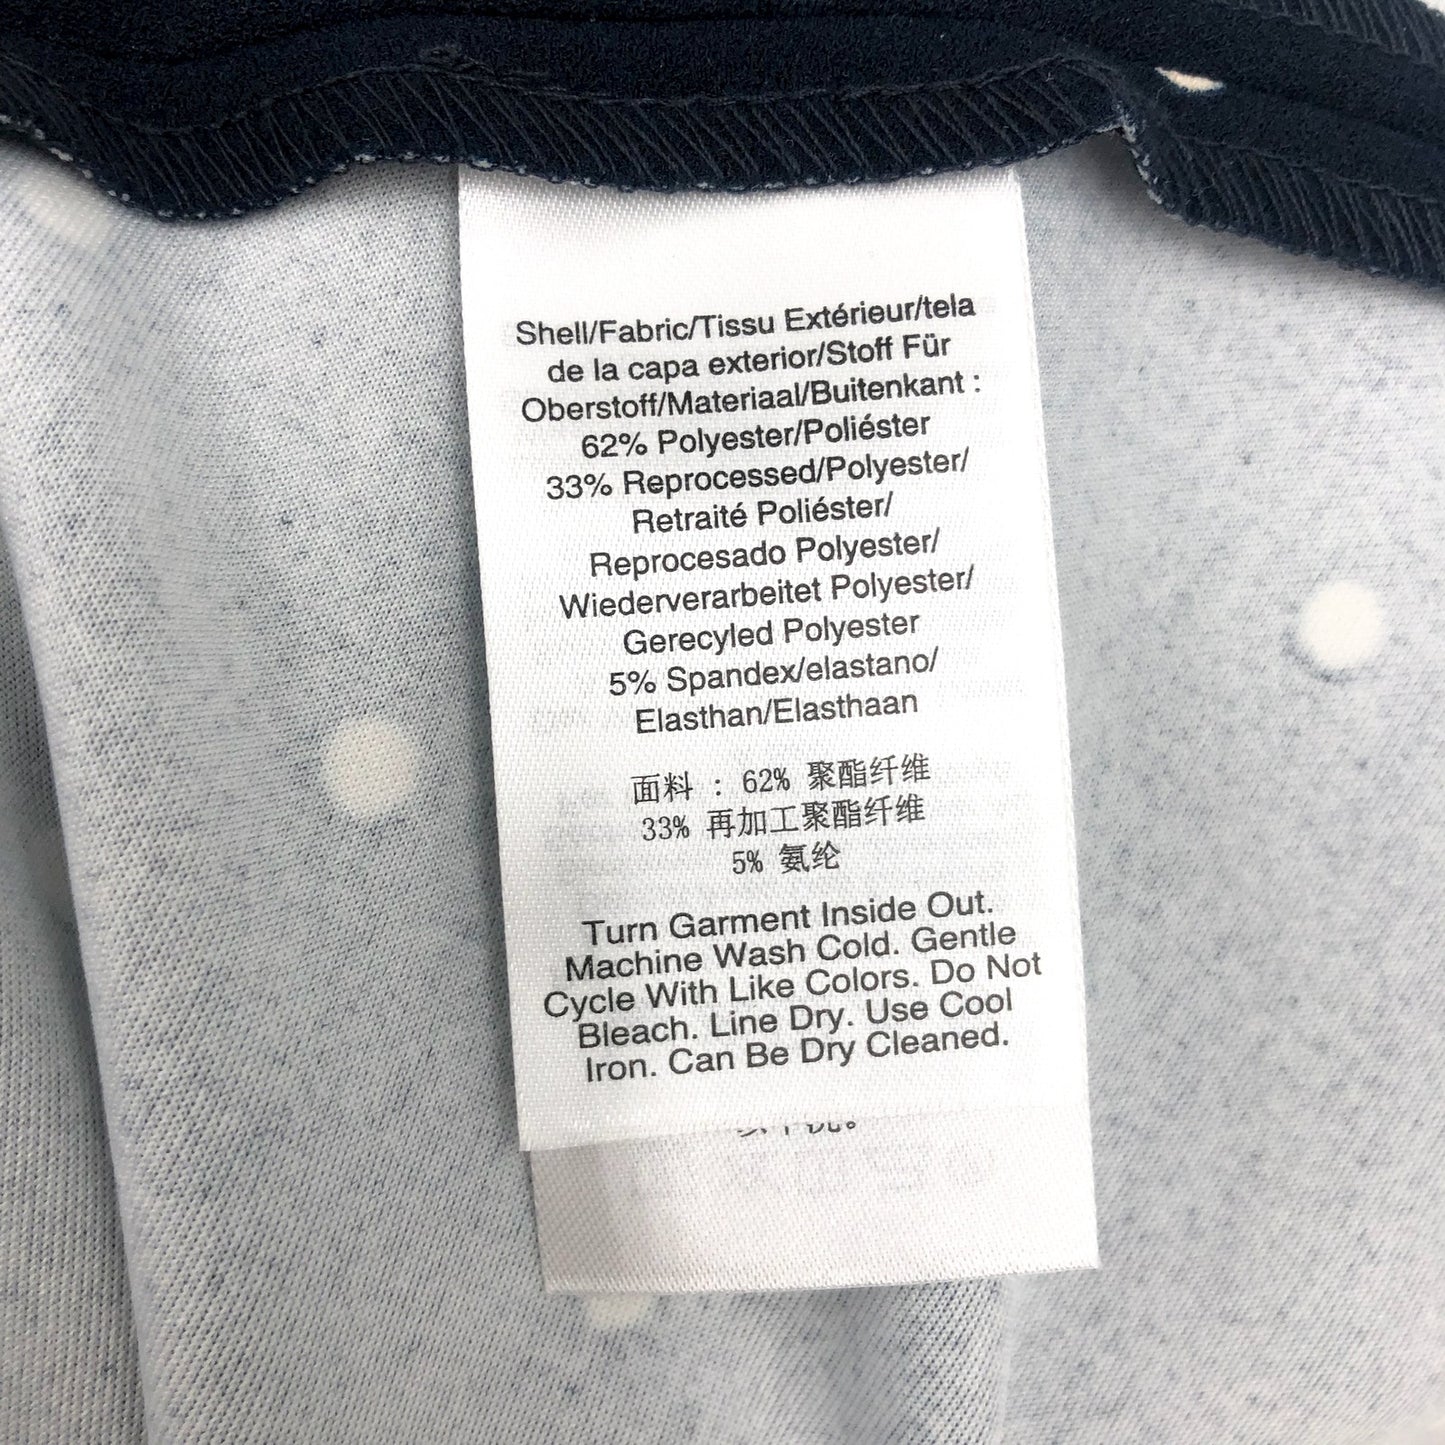 Shell/Fabric/Tissu Extérieur/tela
de la capa exterior/Stoff Für
Oberstoff/Materiaal/Buitenkant :
62% Polyester/Poliéster
33% Reprocessed/Polyester/
Retraité Poliéster/
Reprocesado Polyester/
Wiederverarbeitet Polyester/
Gerecyled Polyester
5% Spandex/elastano/
Elasthan/Elasthaan
面料 : 62% 聚酯纤维
33% 再加工聚酯纤维
5% 氨纶
Turn Garment Inside Out.
Machine Wash Cold. Gentle
Cycle With Like Colors. Do Not
Bleach. Line Dry. Use Cool
Iron. Can Be Dry Cleaned.